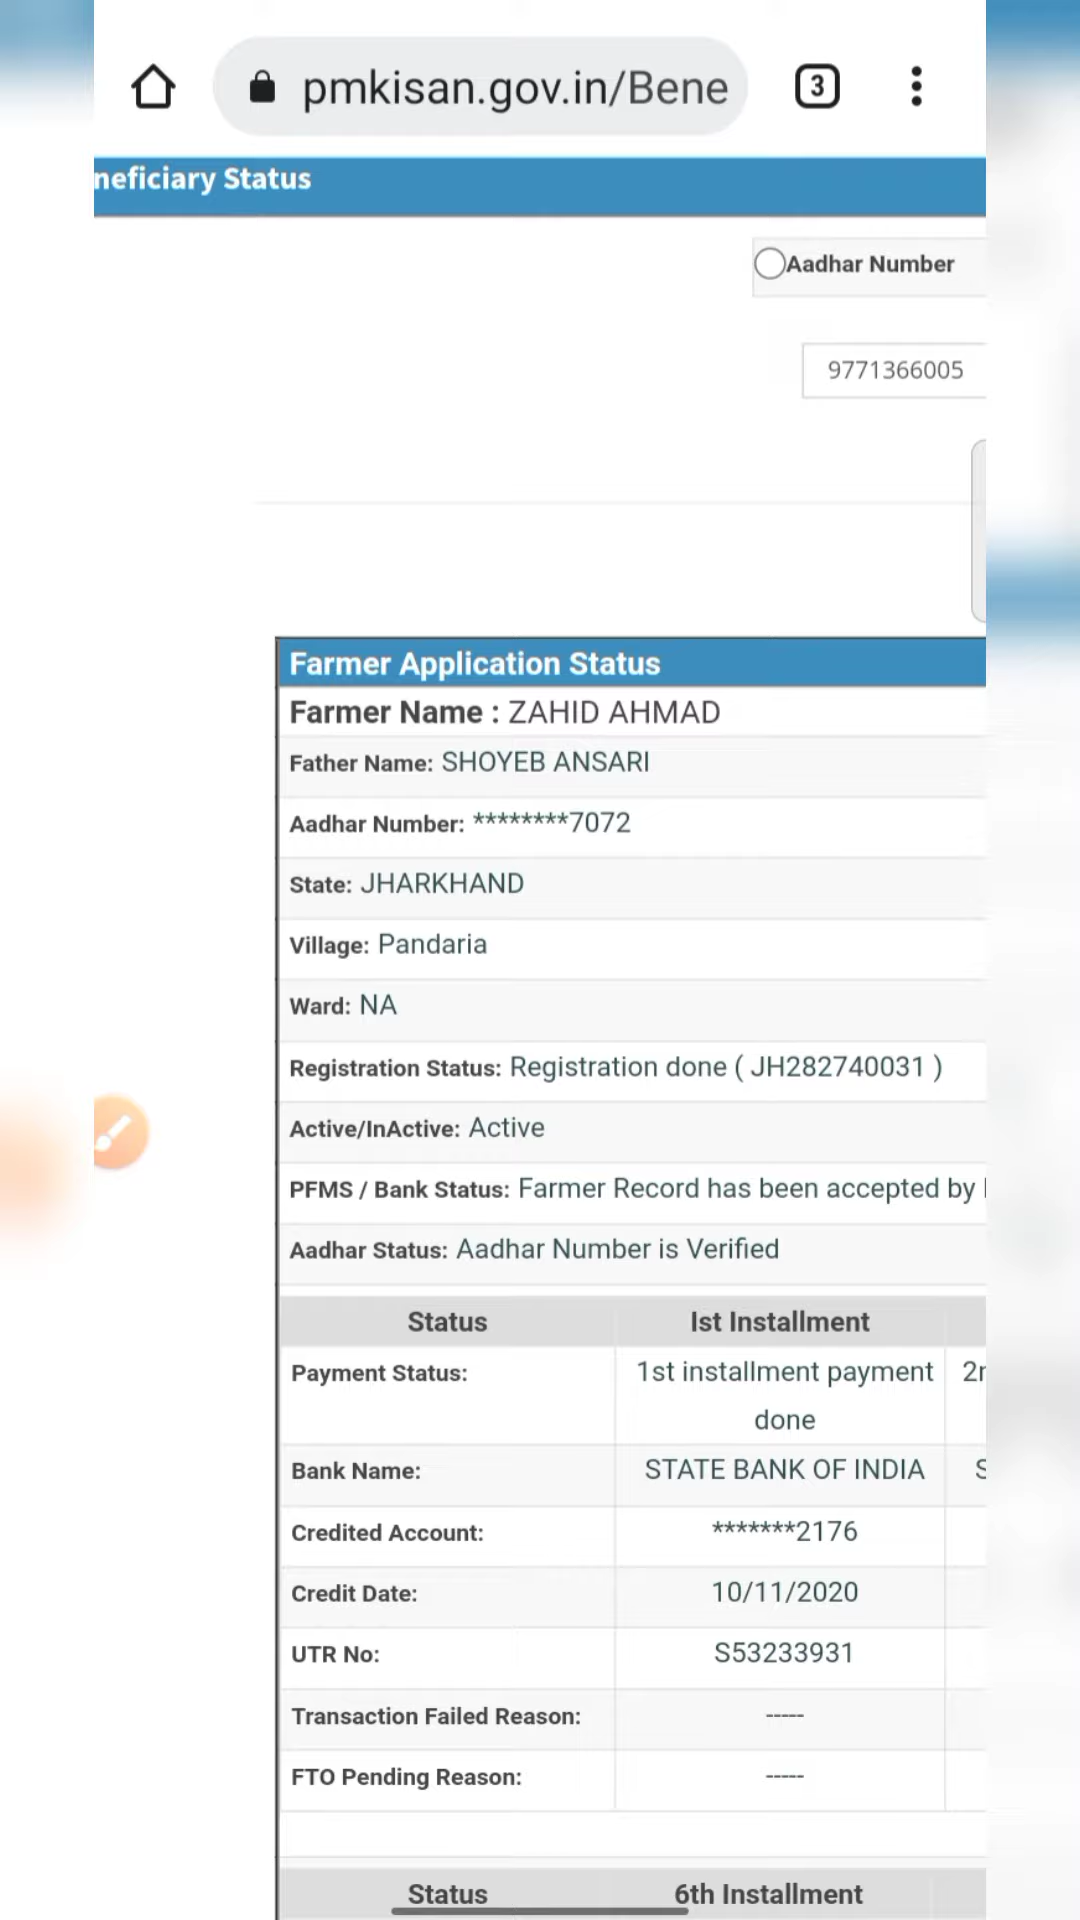 pmkisan.gov.in/Bene
3
neficiary Status
Aadhar Number
9771366005
Farmer Application Status
Farmer Name : ZAHID AHMAD
Father Name: SHOYEB ANSARI
Aadhar Number: ********7072
State: JHARKHAND
Village: Pandaria
Ward: NA
Registration Status: Registration done ( JH282740031 )
Active/InActive: Active
PFMS / Bank Status: Farmer Record has been accepted by
Aadhar Status: Aadhar Number is Verified
Status Ist Installment
Payment Status: 1st installment payment
done
Bank Name: STATE BANK OF INDIA
Credited Account: *******2176
Credit Date: 10/11/2020
UTR No: S53233931
Transaction Failed Reason: -----
FTO Pending Reason: -----
Status 6th Installment